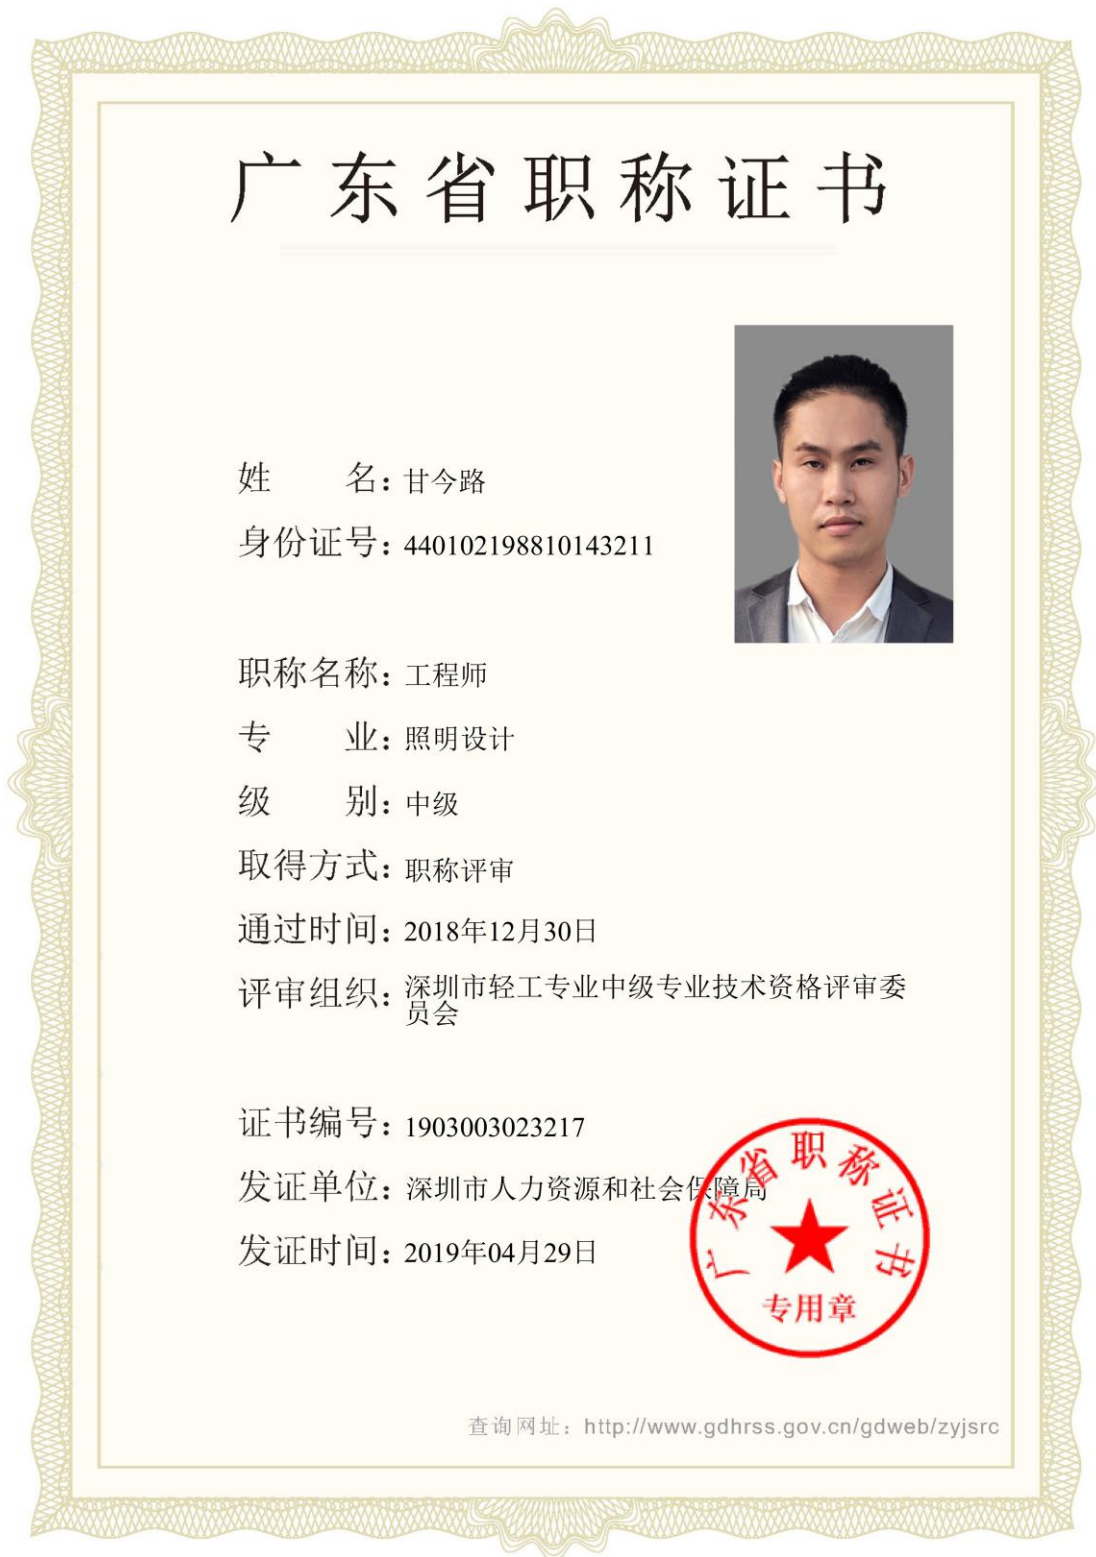 广东省职称证书
姓 名：甘今路
身份证号：440102198810143211
职称名称：工程师
专 业：照明设计
级 别：中级
取得方式：职称评审
通过时间：2018年12月30日
评审组织：深圳市轻工专业中级专业技术资格评审委
员会
证书编号：1903003023217
发证单位：深圳市人力资源和社会保障局
发证时间：2019年04月29日
广东省职称证书
专用章
查询网址：http://www.gdhrss.gov.cn/gdweb/zyjsrc